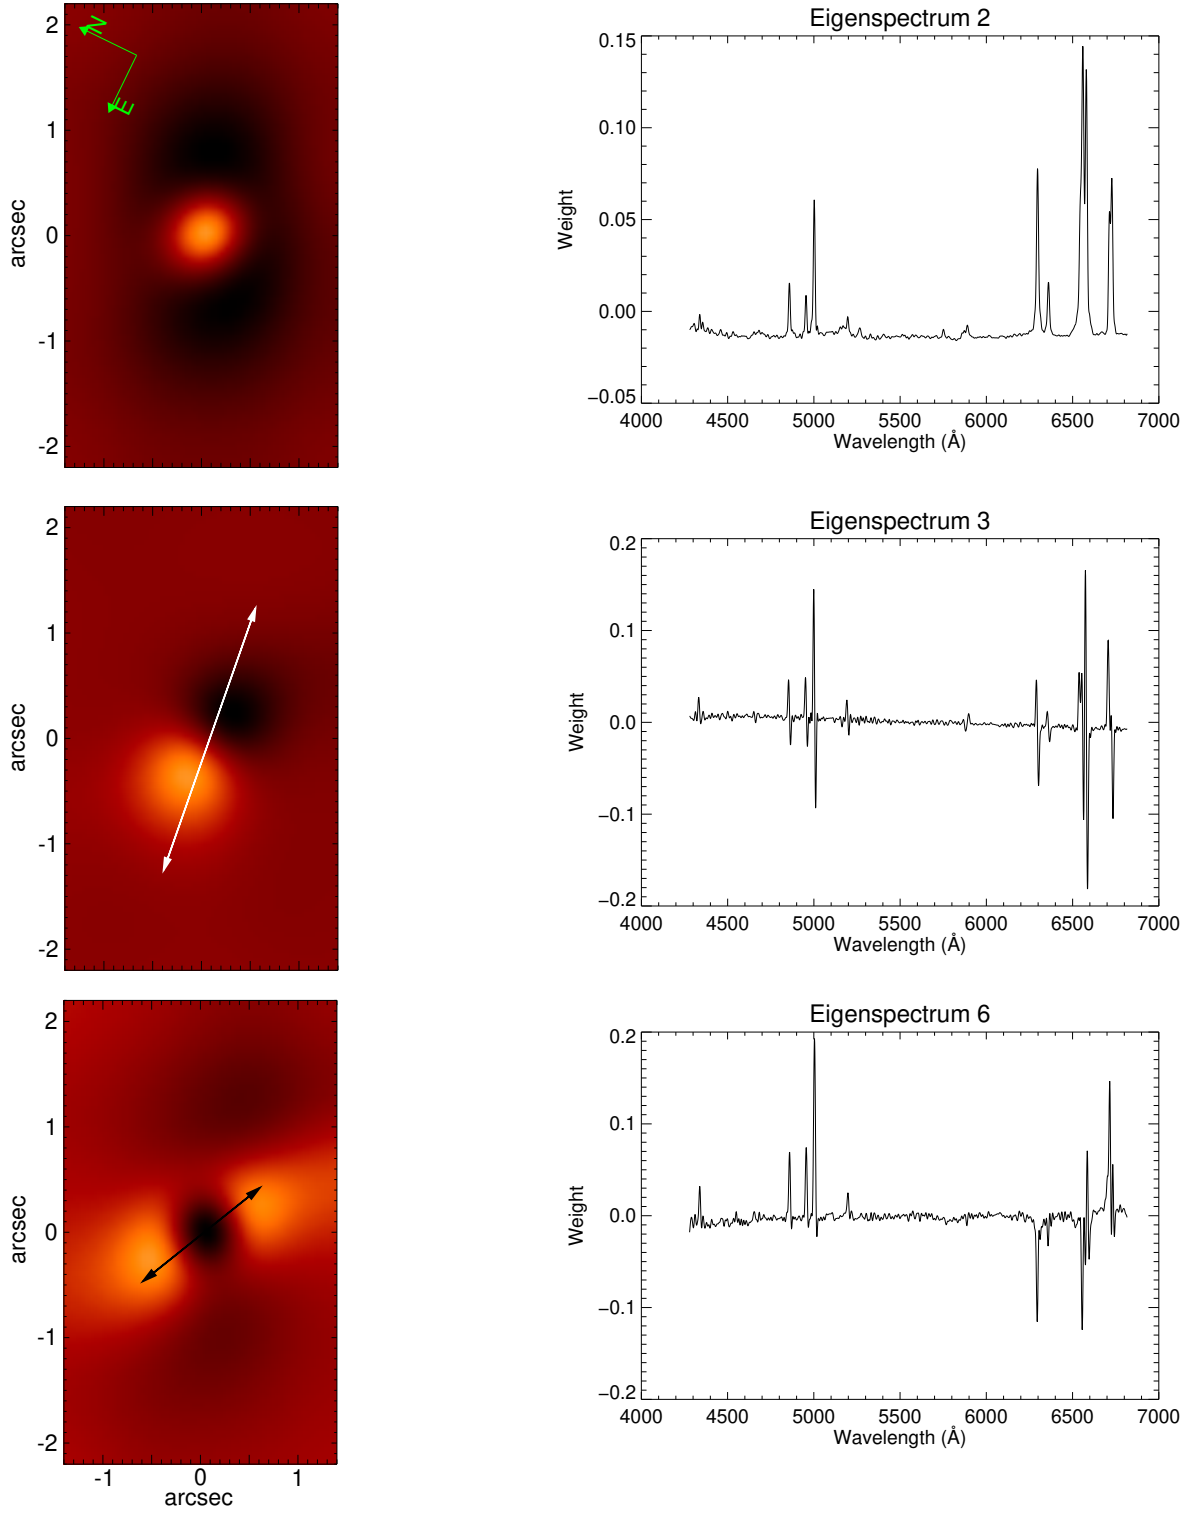 Eigenspectrum 2
2
1
0
-1
-2
arcsec
N
E
0.15
0.10
0.05
0.00
−0.05
Weight
4000 4500 5000 5500 6000 6500 7000
Wavelength (Å)
Eigenspectrum 3
2
1
0
-1
-2
arcsec
0.2
0.1
0.0
−0.1
−0.2
Weight
4000 4500 5000 5500 6000 6500 7000
Wavelength (Å)
Eigenspectrum 6
2
1
0
-1
-2
arcsec
-1 0 1
arcsec
0.2
0.1
0.0
−0.1
−0.2
Weight
4000 4500 5000 5500 6000 6500 7000
Wavelength (Å)